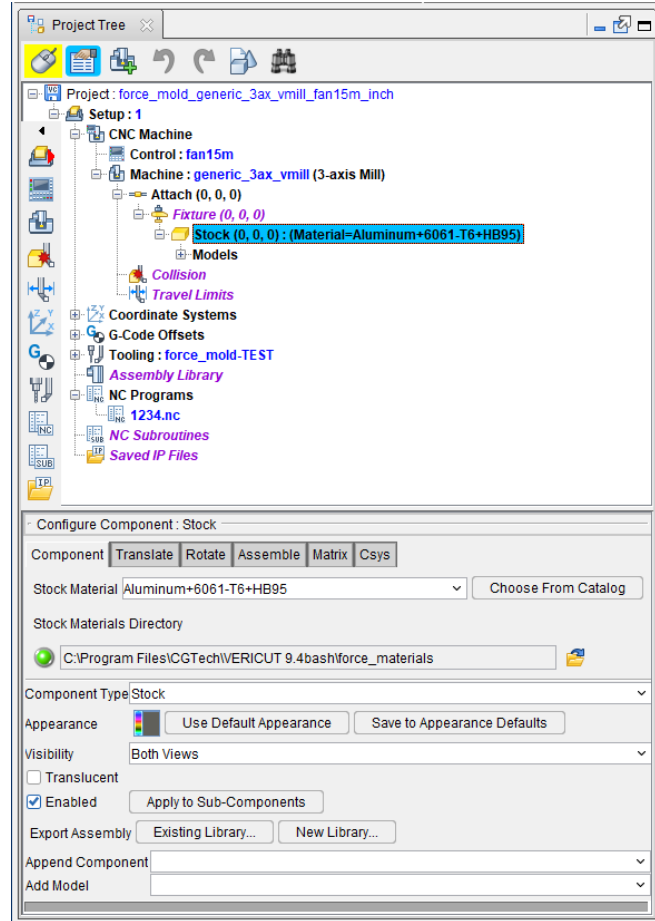 Project Tree
Project : force_mold_generic_3ax_vmill_fan15m_inch
Setup : 1
CNC Machine
Control : fan15m
Machine : generic_3ax_vmill (3-axis Mill)
Attach (0, 0, 0)
Fixture (0, 0, 0)
Stock (0, 0, 0) : (Material=Aluminum+6061-T6+HB95)
Models
Collision
Travel Limits
Coordinate Systems
G-Code Offsets
Tooling : force_mold-TEST
Assembly Library
NC Programs
1234.nc
NC Subroutines
Saved IP Files
Configure Component : Stock
Component Translate Rotate Assemble Matrix Csys
Stock Material Aluminum+6061-T6+HB95 Choose From Catalog
Stock Materials Directory
C:\Program Files\CGTech\VERICUT 9.4bash\force_materials
Component Type Stock
Appearance Use Default Appearance Save to Appearance Defaults
Visibility Both Views
Translucent
Enabled Apply to Sub-Components
Export Assembly Existing Library... New Library...
Append Component
Add Model